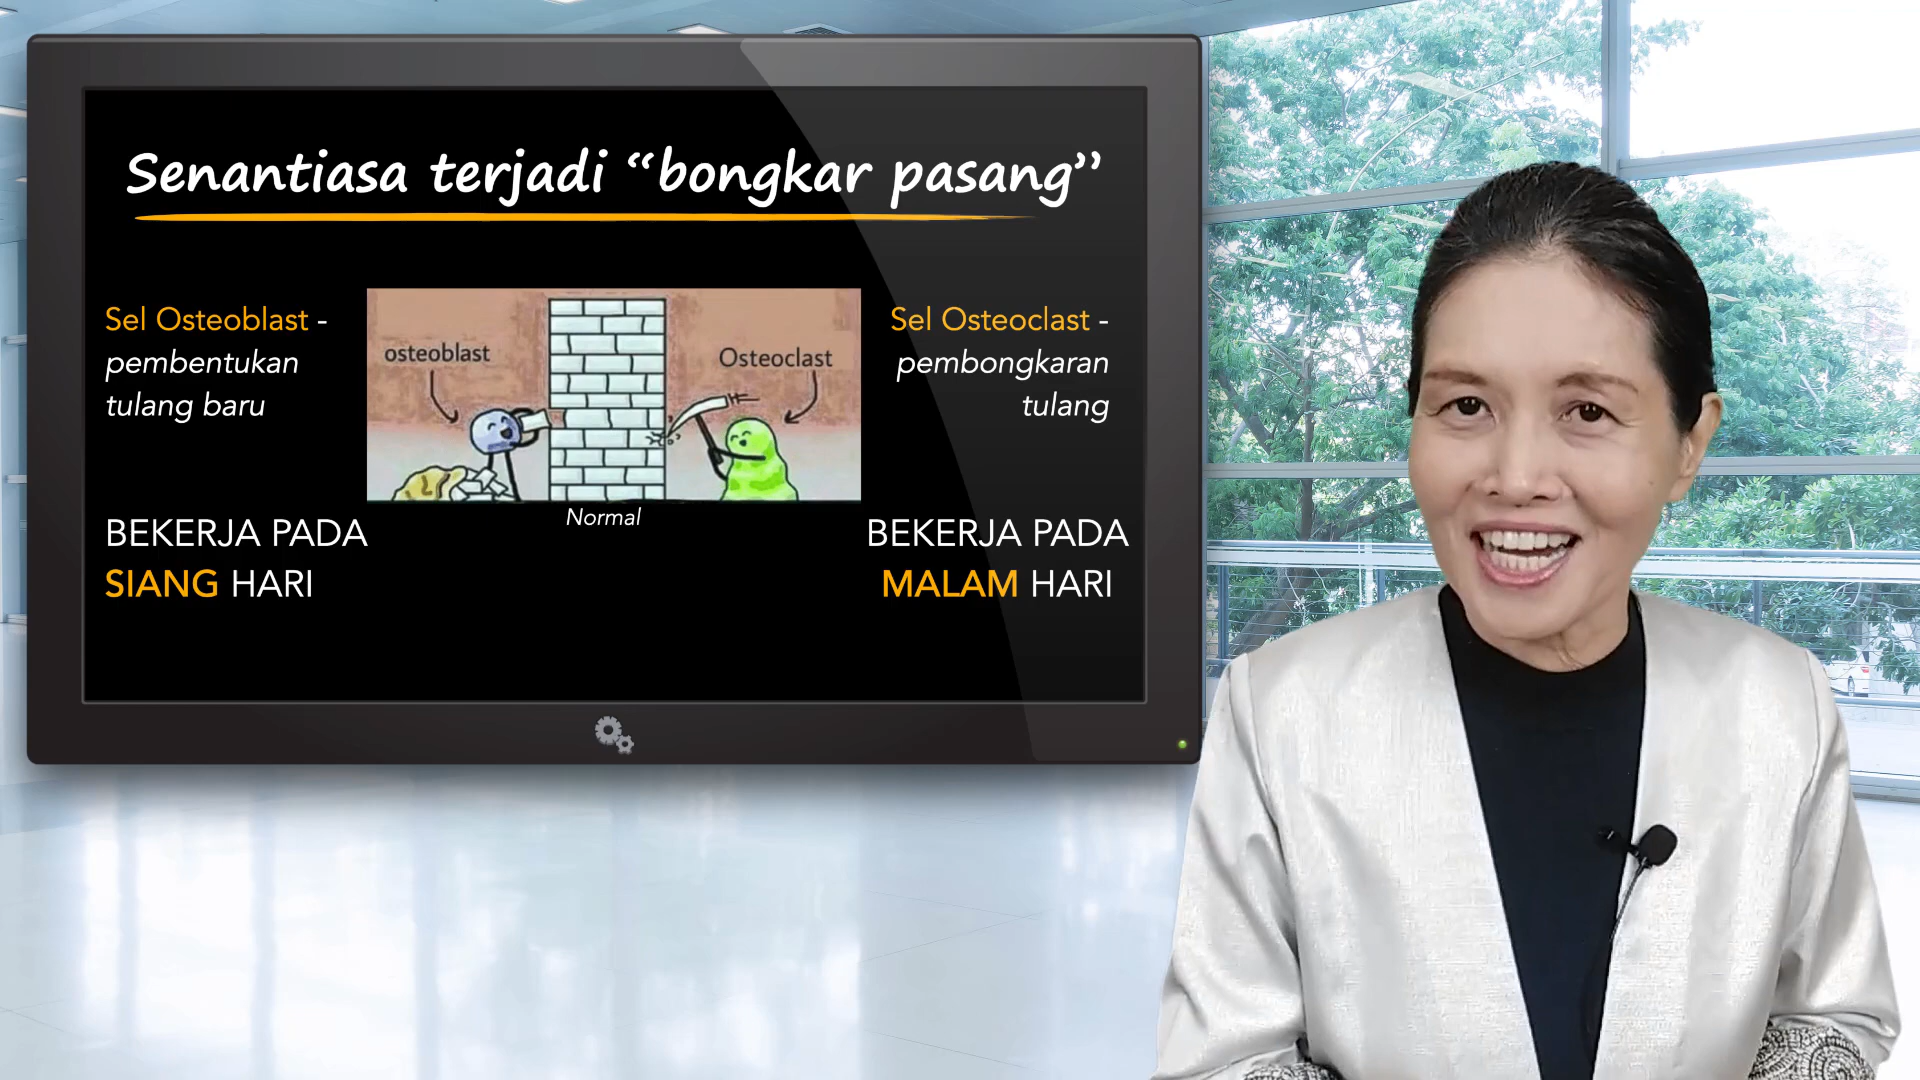 Senantiasa terjadi “bongkar pasang”
Sel Osteoblast -
pembentukan
tulang baru
osteoblast
Osteoclast
Normal
Sel Osteoclast -
pembongkaran
tulang
BEKERJA PADA
SIANG HARI
BEKERJA PADA
MALAM HARI